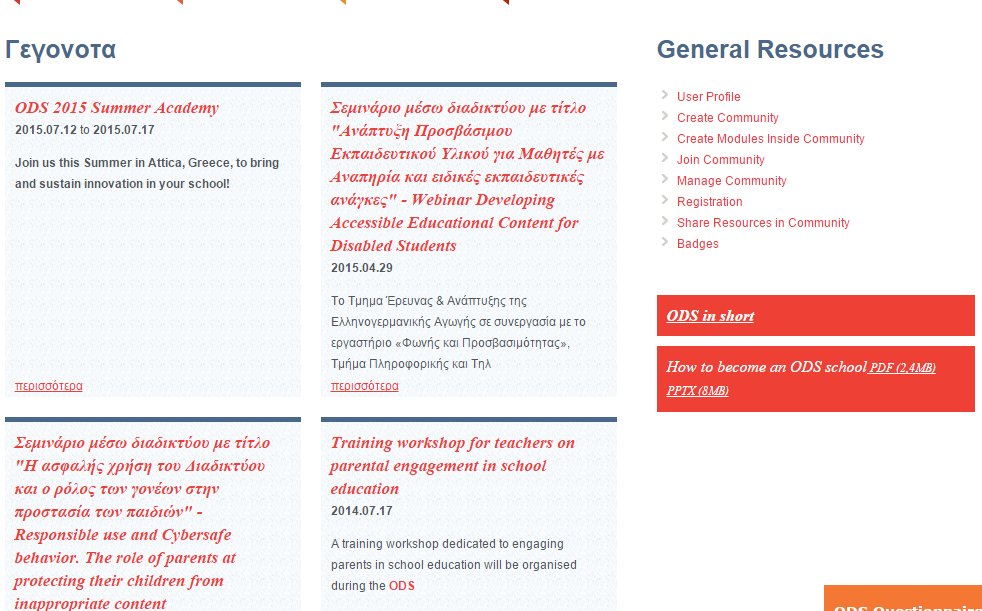 Γεγονοτα
ODS 2015 Summer Academy
2015.07.12 to 2015.07.17
Join us this Summer in Attica, Greece, to bring
and sustain innovation in your school!
περισσότερα
Σεμινάριο μέσω διαδικτύου με τίτλο
"Ανάπτυξη Προσβάσιμου
Εκπαιδευτικού Υλικού για Μαθητές με
Αναπηρία και ειδικές εκπαιδευτικές
ανάγκες" - Webinar Developing
Accessible Educational Content for
Disabled Students
2015.04.29
Το Τμημα Έρευνας & Ανάπτυξης της
Ελληνογερμανικής Αγωγής σε συνεργασία με το
εργαστήριο «Φωνής και Προσβασιμότητας»,
Τμήμα Πληροφορικής και Τηλ
περισσότερα
Σεμινάριο μέσω διαδικτύου με τίτλο
"Η ασφαλής χρήση του Διαδικτύου
και ο ρόλος των γονέων στην
προστασία των παιδιών" -
Responsible use and Cybersafe
behavior. The role of parents at
protecting their children from
inappropriate content
Training workshop for teachers on
parental engagement in school
education
2014.07.17
A training workshop dedicated to engaging
parents in school education will be organised
during the ODS
General Resources
User Profile
Create Community
Create Modules Inside Community
Join Community
Manage Community
Registration
Share Resources in Community
Badges
ODS in short
How to become an ODS school PDF (2,4MB)
PPTX (8MB)
ODS Questionnaire